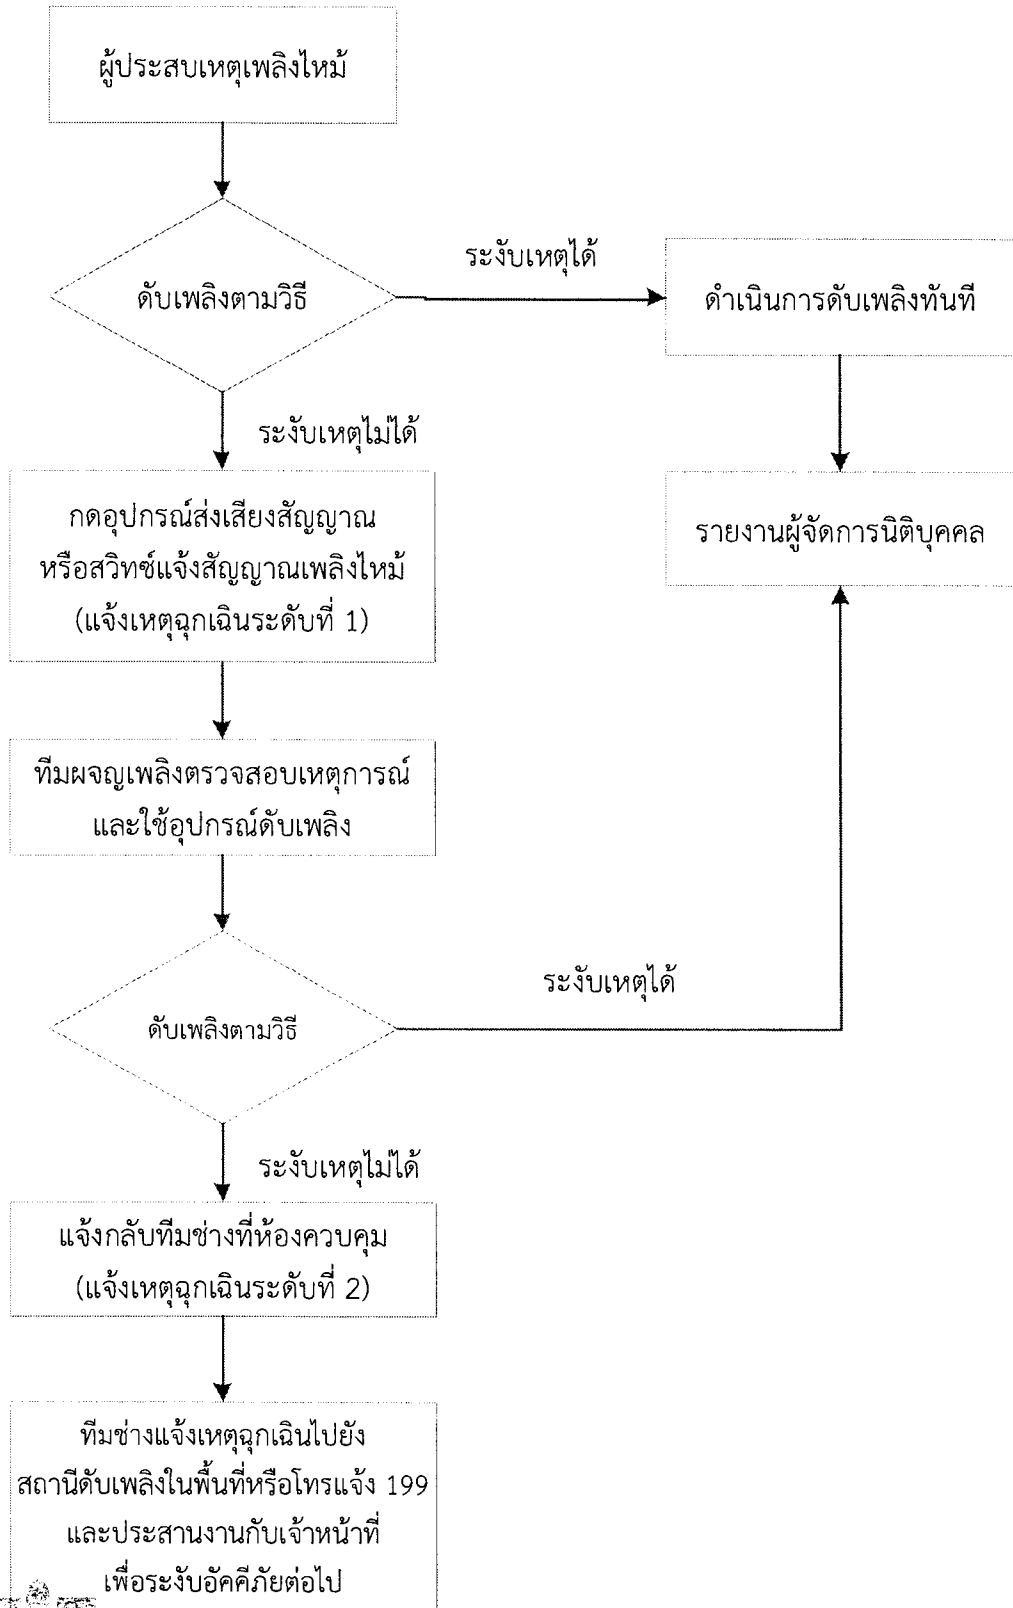 ผู้ประสบเหตุเพลิงไหม้
ระงับเหตุได้
ดับเพลิงตามวิธี
ดำเนินการดับเพลิงทันที
ระงับเหตุไม่ได้
กดอุปกรณ์ส่งเสียงสัญญาณ
หรือสวิทซ์แจ้งสัญญาณเพลิงไหม้
(แจ้งเหตุฉุกเฉินระดับที่ 1)
รายงานผู้จัดการนิติบุคคล
ทีมผจญเพลิงตรวจสอบเหตุการณ์
และใช้อุปกรณ์ดับเพลิง
ระงับเหตุได้
ดับเพลิงตามวิธี
ระงับเหตุไม่ได้
แจ้งกลับทีมช่างที่ห้องควบคุม
(แจ้งเหตุฉุกเฉินระดับที่ 2)
ทีมช่างแจ้งเหตุฉุกเฉินไปยัง
สถานีดับเพลิงในพื้นที่หรือโทรแจ้ง 199
และประสานงานกับเจ้าหน้าที่
เพื่อระงับอัคคีภัยต่อไป